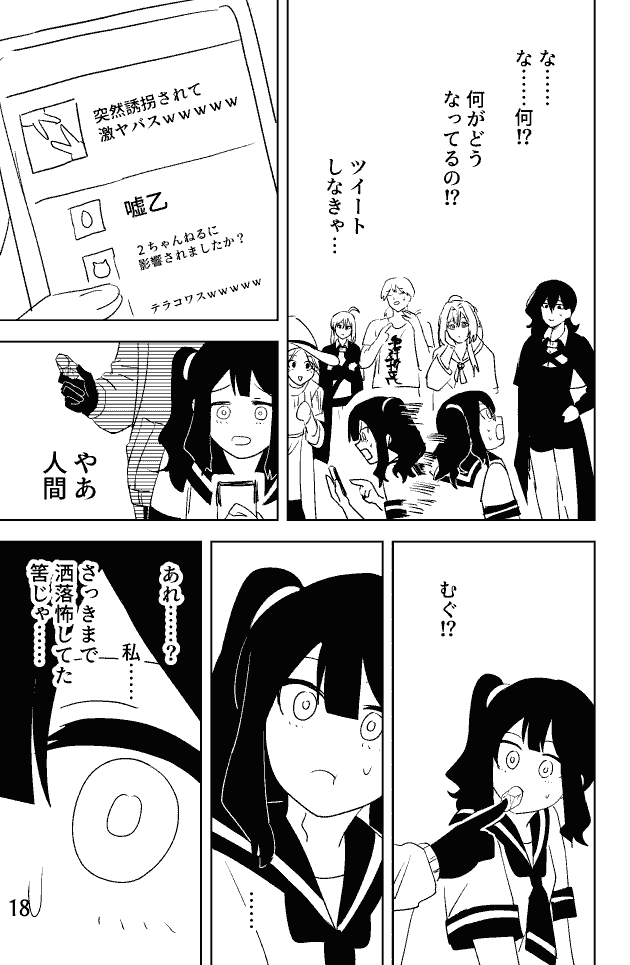 な……
な……何!?
何がどう
なってるの!?
ツイート
しなきゃ…
突然誘拐されて
激ヤバスｗｗｗｗｗ
嘘乙
２ちゃんねるに
影響されましたか？
テラコワスｗｗｗｗｗ
やあ
人間
むぐ!?
……
あれ……？
私……
さっきまで
洒落怖してた
筈じゃ……
18